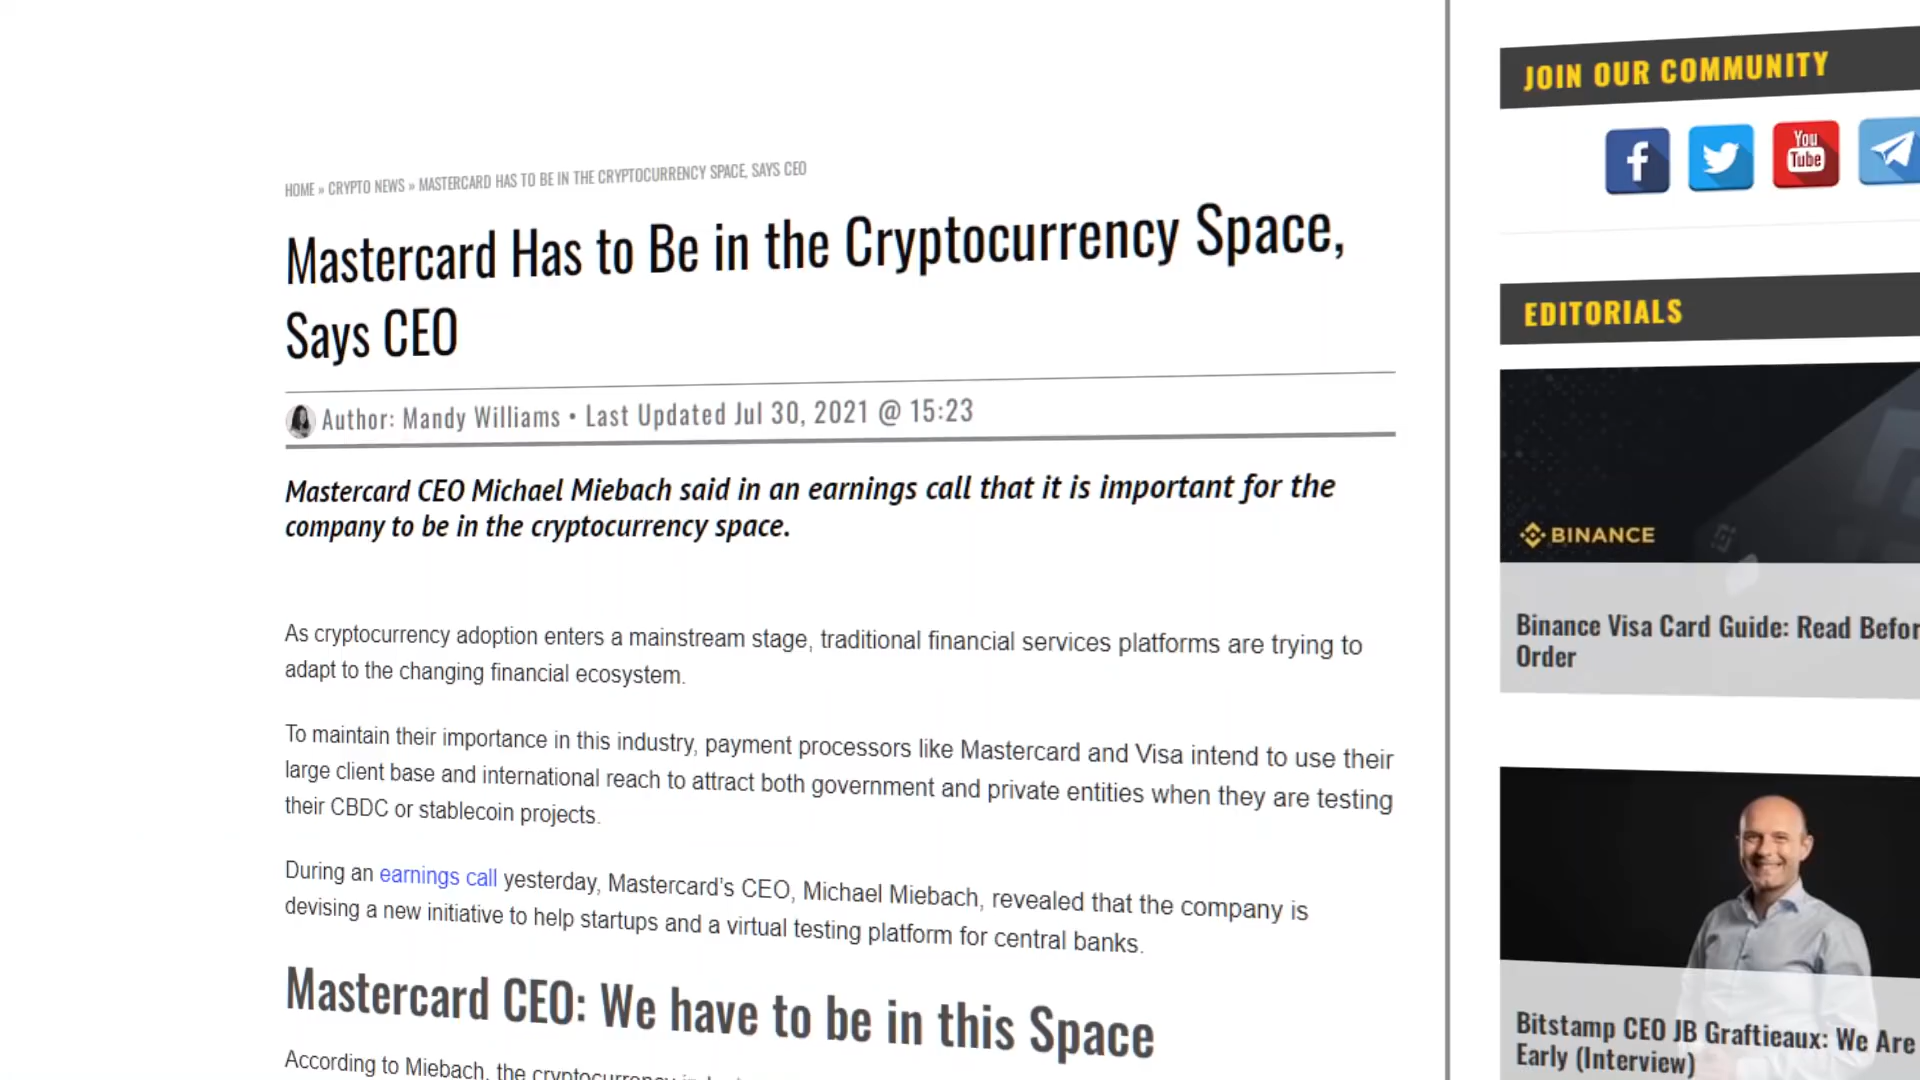 HOME » CRYPTO NEWS » MASTERCARD HAS TO BE IN THE CRYPTOCURRENCY SPACE, SAYS CEO
Mastercard Has to Be in the Cryptocurrency Space,
Says CEO
Author: Mandy Williams • Last Updated Jul 30, 2021 @ 15:23
Mastercard CEO Michael Miebach said in an earnings call that it is important for the
company to be in the cryptocurrency space.
As cryptocurrency adoption enters a mainstream stage, traditional financial services platforms are trying to
adapt to the changing financial ecosystem.
To maintain their importance in this industry, payment processors like Mastercard and Visa intend to use their
large client base and international reach to attract both government and private entities when they are testing
their CBDC or stablecoin projects.
During an earnings call yesterday, Mastercard’s CEO, Michael Miebach, revealed that the company is
devising a new initiative to help startups and a virtual testing platform for central banks.
Mastercard CEO: We have to be in this Space
According to Miebach, the cryptocurrency
JOIN OUR COMMUNITY
You
Tube
EDITORIALS
BINANCE
Binance Visa Card Guide: Read Befor
Order
Bitstamp CEO JB Graftieaux: We Are
Early (Interview)